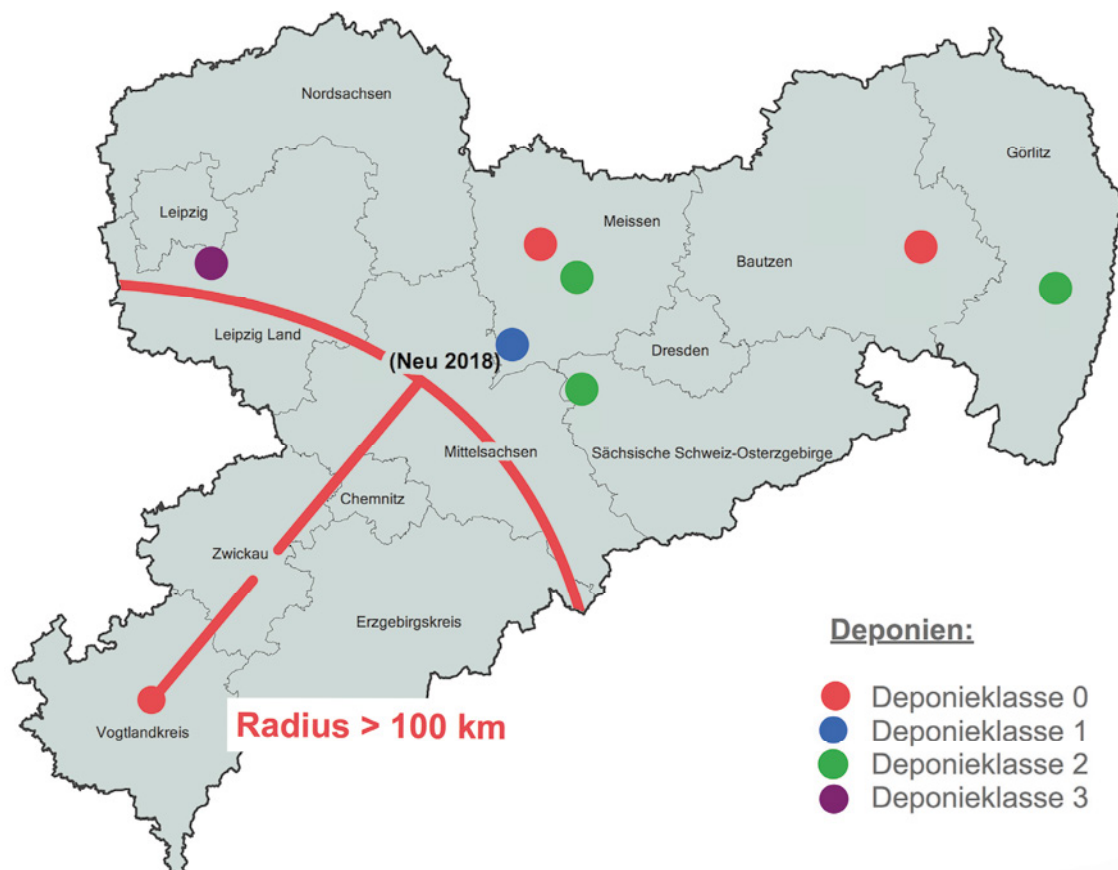 Nordsachsen
Görlitz
Leipzig
Meissen
Bautzen
Leipzig Land
Dresden
(Neu 2018)
Mittelsachsen
Sächsische Schweiz-Osterzgebirge
Chemnitz
Zwickau
Erzgebirgskreis
Vogtlandkreis
Radius > 100 km
Deponien:
Deponieklasse 0
Deponieklasse 1
Deponieklasse 2
Deponieklasse 3